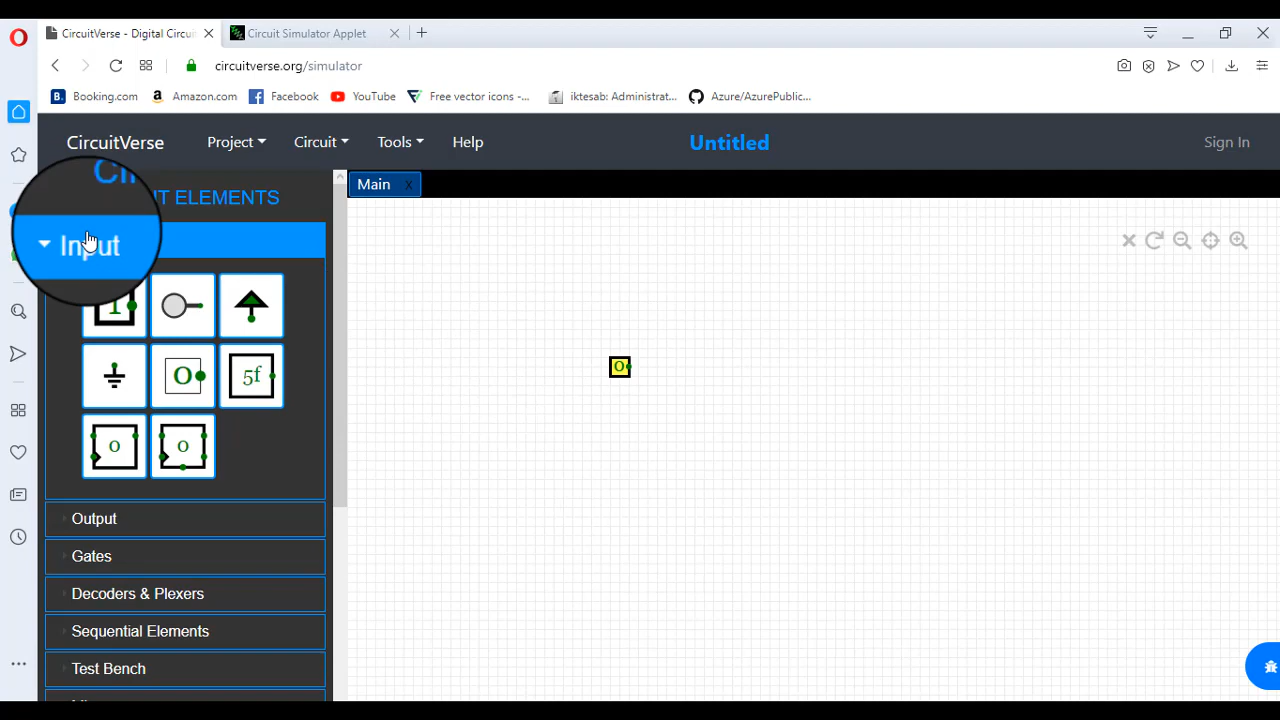 CircuitVerse - Digital Circui
Circuit Simulator Applet
circuitverse.org/simulator
B. Booking.com
a Amazon.com
Facebook
YouTube
Free vector icons -...
iktesab: Administrat...
Azure/AzurePublic...
CircuitVerse
Project
Circuit
Tools
Help
Untitled
Sign In
Main x
IT ELEMENTS
Input
1
O
5f
0
0
0
Output
Gates
Decoders & Plexers
Sequential Elements
Test Bench